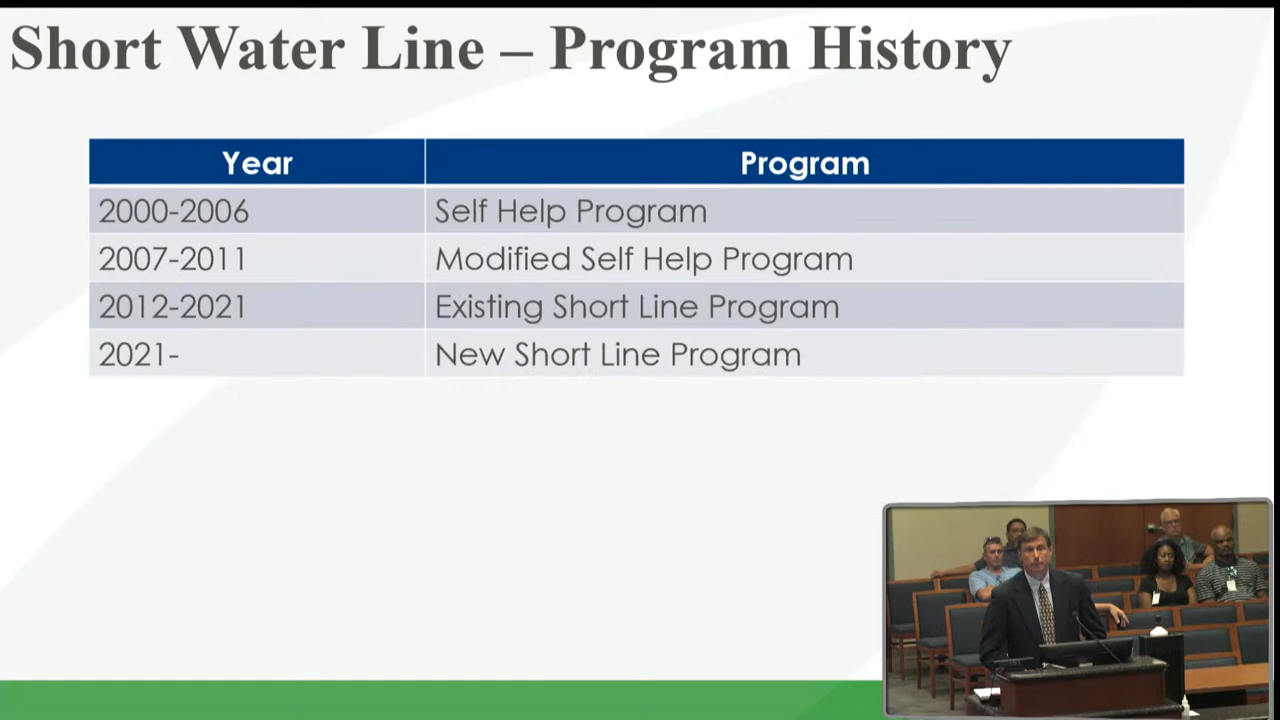 Short Water Line – Program History
Year Program
2000-2006 Self Help Program
2007-2011 Modified Self Help Program
2012-2021 Existing Short Line Program
2021- New Short Line Program